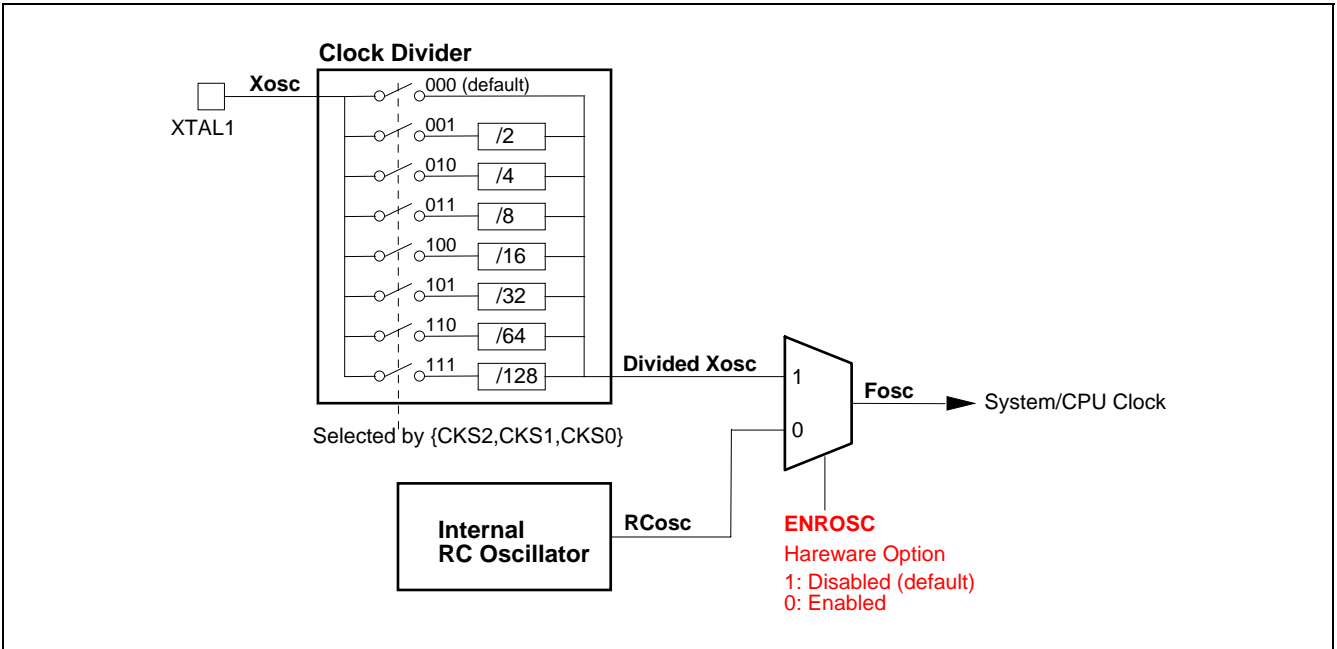 Clock Divider
Xosc
XTAL1
000 (default)
001
/2
010
/4
011
/8
100
/16
101
/32
110
/64
111
/128
Selected by {CKS2,CKS1,CKS0}
Divided Xosc
1
0
Fosc
System/CPU Clock
Internal
RC Oscillator
RCosc
ENROSC
Hareware Option
1: Disabled (default)
0: Enabled